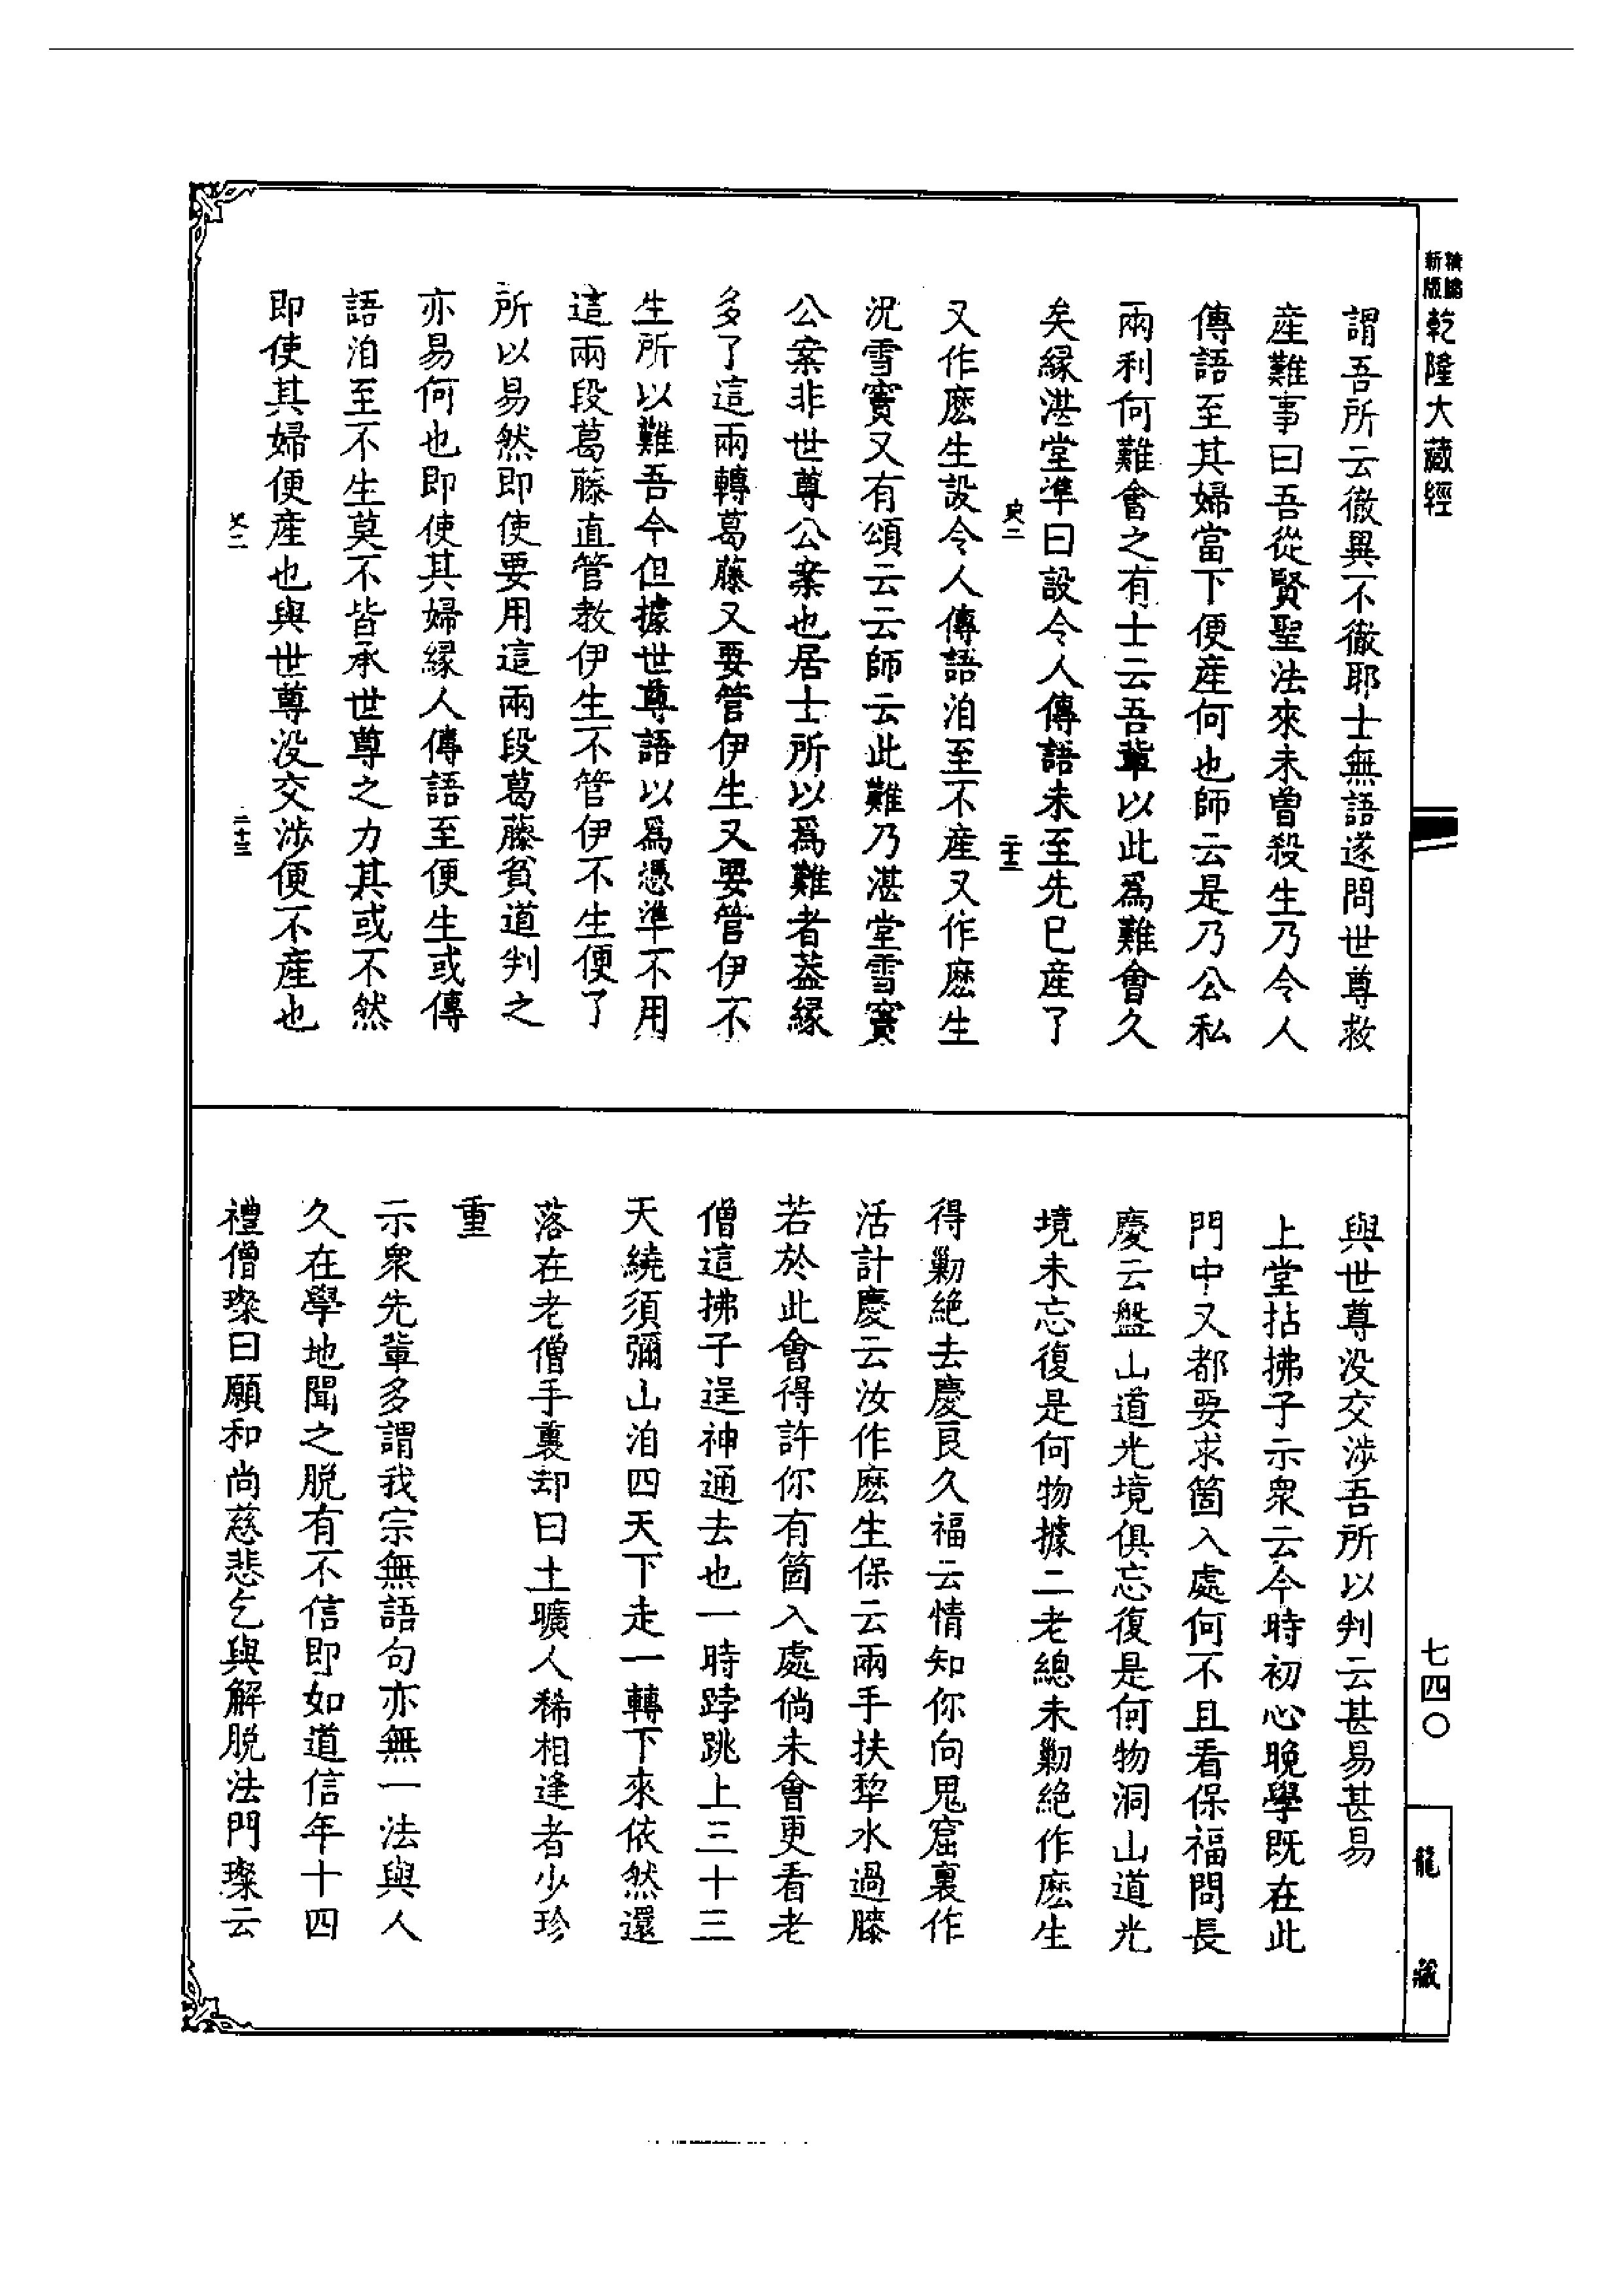 精縮
新版
乾隆大藏經
謂吾所云徹異不徹耶士無語遂問世尊救
産難事曰吾從賢聖法來未曾殺生乃令人
傳語至其婦當下便産何也師云是乃公私
兩利何難會之有士云吾輩以此爲難會久
矣緣湛堂準曰設令人傳語未至先已産了
史二
二十三
又作麽生設令人傳語洎至不産又作麽生
況雪竇又有頌云云師云此難乃湛堂雪竇
公案非世尊公案也居士所以爲難者葢緣
多了這兩轉葛藤又要管伊生又要管伊不
生所以難吾今但據世尊語以爲憑準不用
這兩段葛藤直管教伊生不管伊不生便了
所以易然即使要用這兩段葛藤貧道判之
亦易何也即使其婦緣人傳語至便生或傳
語洎至不生莫不皆承世尊之力其或不然
即使其婦便産也與世尊没交涉便不産也
二十三
與世尊没交涉吾所以判云甚易甚易
上堂拈拂子示衆云今時初心晚學既在此
門中又都要求箇入處何不且看保福問長
慶云盤山道光境俱忘復是何物洞山道光
境未忘復是何物據二老總未勦絶作麽生
得勦絶去慶良久福云情知你向鬼窟裏作
活計慶云汝作麽生保云兩手扶犂水過膝
若於此會得許你有箇入處倘未會更看老
僧這拂子逞神通去也一時𨁝跳上三十三
天繞須彌山洎四天下走一轉下來依然還
落在老僧手裏却曰土曠人稀相逢者少珍
重
示衆先輩多謂我宗無語句亦無一法與人
久在學地聞之脱有不信即如道信年十四
禮僧璨曰願和尚慈悲乞與解脱法門璨云
七四〇
龍藏